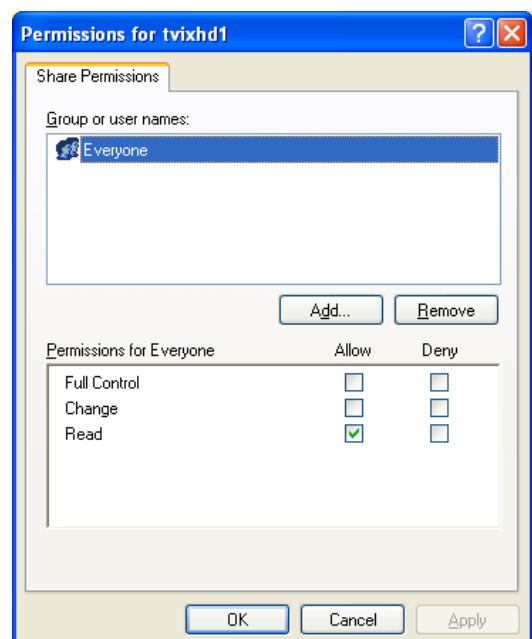 Permissions for tvixhd1
Share Permissions
Group or user names:
Everyone
Add... Remove
Permissions for Everyone Allow Deny
Full Control
Change
Read
OK Cancel Apply